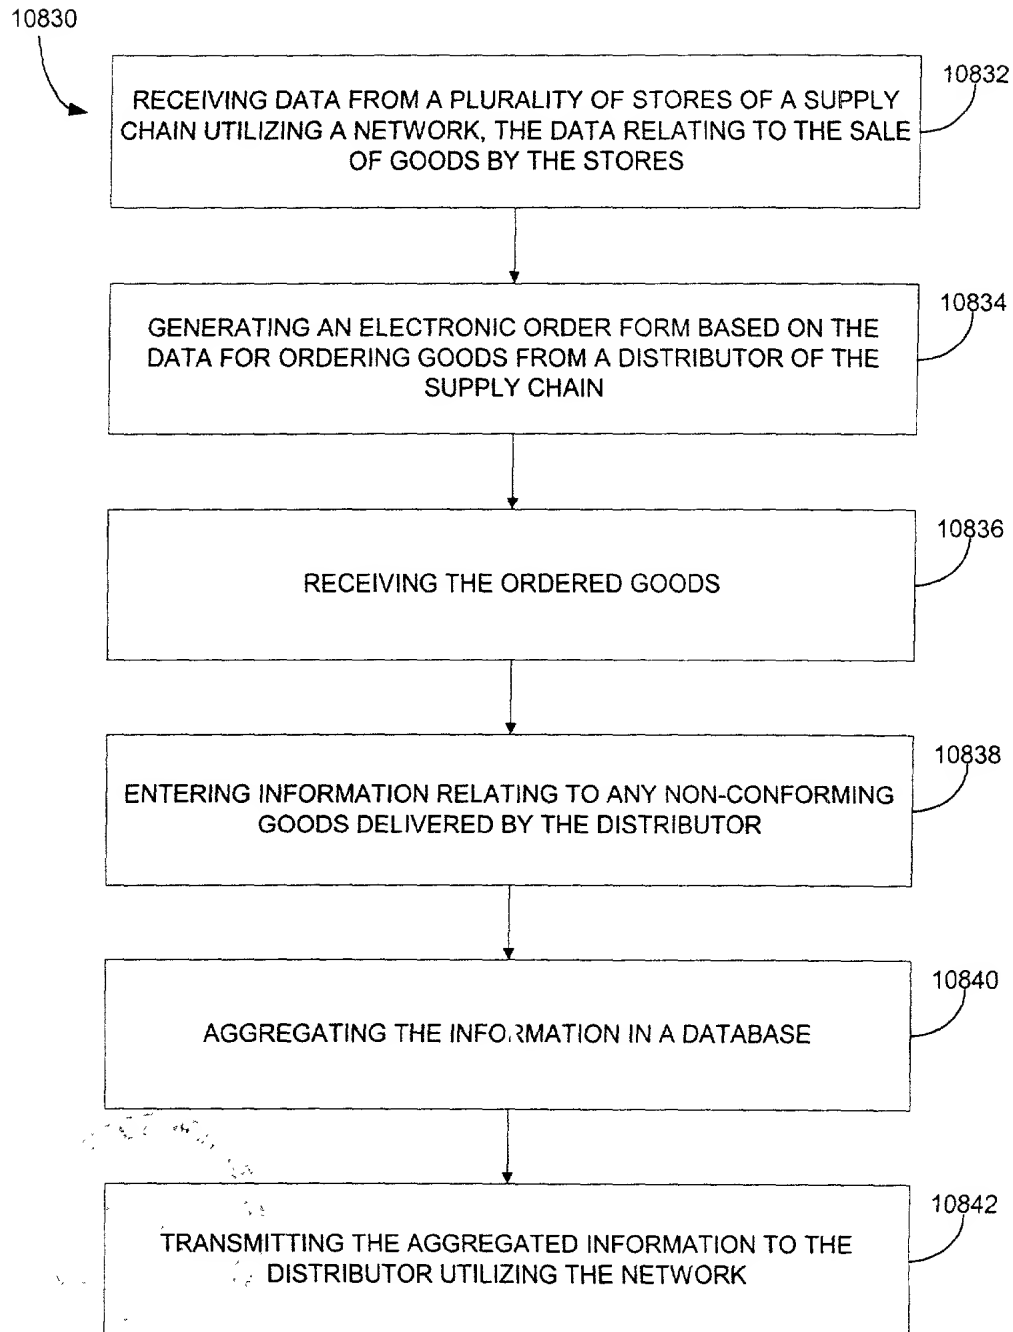 10830
10832
RECEIVING DATA FROM A PLURALITY OF STORES OF A SUPPLY
CHAIN UTILIZING A NETWORK, THE DATA RELATING TO THE SALE
OF GOODS BY THE STORES
10834
GENERATING AN ELECTRONIC ORDER FORM BASED ON THE
DATA FOR ORDERING GOODS FROM A DISTRIBUTOR OF THE
SUPPLY CHAIN
10836
RECEIVING THE ORDERED GOODS
10838
ENTERING INFORMATION RELATING TO ANY NON-CONFORMING
GOODS DELIVERED BY THE DISTRIBUTOR
10840
AGGREGATING THE INFORMATION IN A DATABASE
10842
TRANSMITTING THE AGGREGATED INFORMATION TO THE
DISTRIBUTOR UTILIZING THE NETWORK